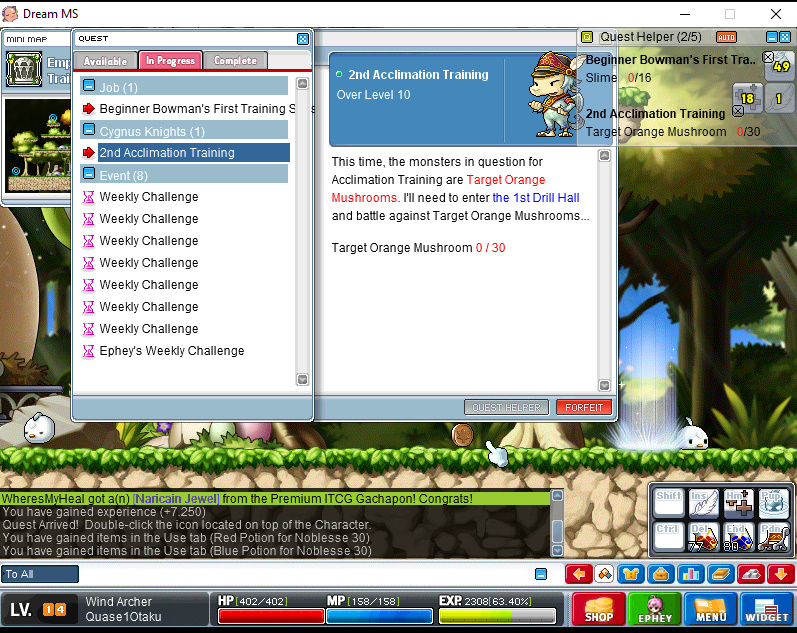 Dream MS
MINI MAP
QUEST
Available
In Progress
Complete
Job (1)
Beginner Bowman's First Training S
Cygnus Knights (1)
2nd Acclimation Training
Event (8)
Weekly Challenge
Weekly Challenge
Weekly Challenge
Weekly Challenge
Weekly Challenge
Weekly Challenge
Weekly Challenge
Ephey's Weekly Challenge
2nd Acclimation Training
Over Level 10
This time, the monsters in question for
Acclimation Training are Target Orange
Mushrooms. I'll need to enter the 1st Drill Hall
and battle against Target Orange Mushrooms...
Target Orange Mushroom 0 / 30
QUEST HELPER
FORFEIT
Quest Helper (2/5)
AUTO
Beginner Bowman's First Tra..
Slime 0/16
2nd Acclimation Training
Target Orange Mushroom 0/30
49
18
1
Emp
Trai
WheresMyHeal got a(n) [Naricain Jewel] from the Premium ITCG Gachapon! Congrats!
You have gained experience (+7.250)
Quest Arrived! Double-click the icon located on top of the Character.
You have gained items in the Use tab (Red Potion for Noblesse 30)
You have gained items in the Use tab (Blue Potion for Noblesse 30)
Shift
Ins
Hm
Pup
Ctrl
Del
End
Pdn
77
80
To All
LV. 14
Wind Archer
Quase1Otaku
HP[402/402]
MP[158/158]
EXP 2308[63.40%]
SHOP
EPHEY
MENU
WIDGET